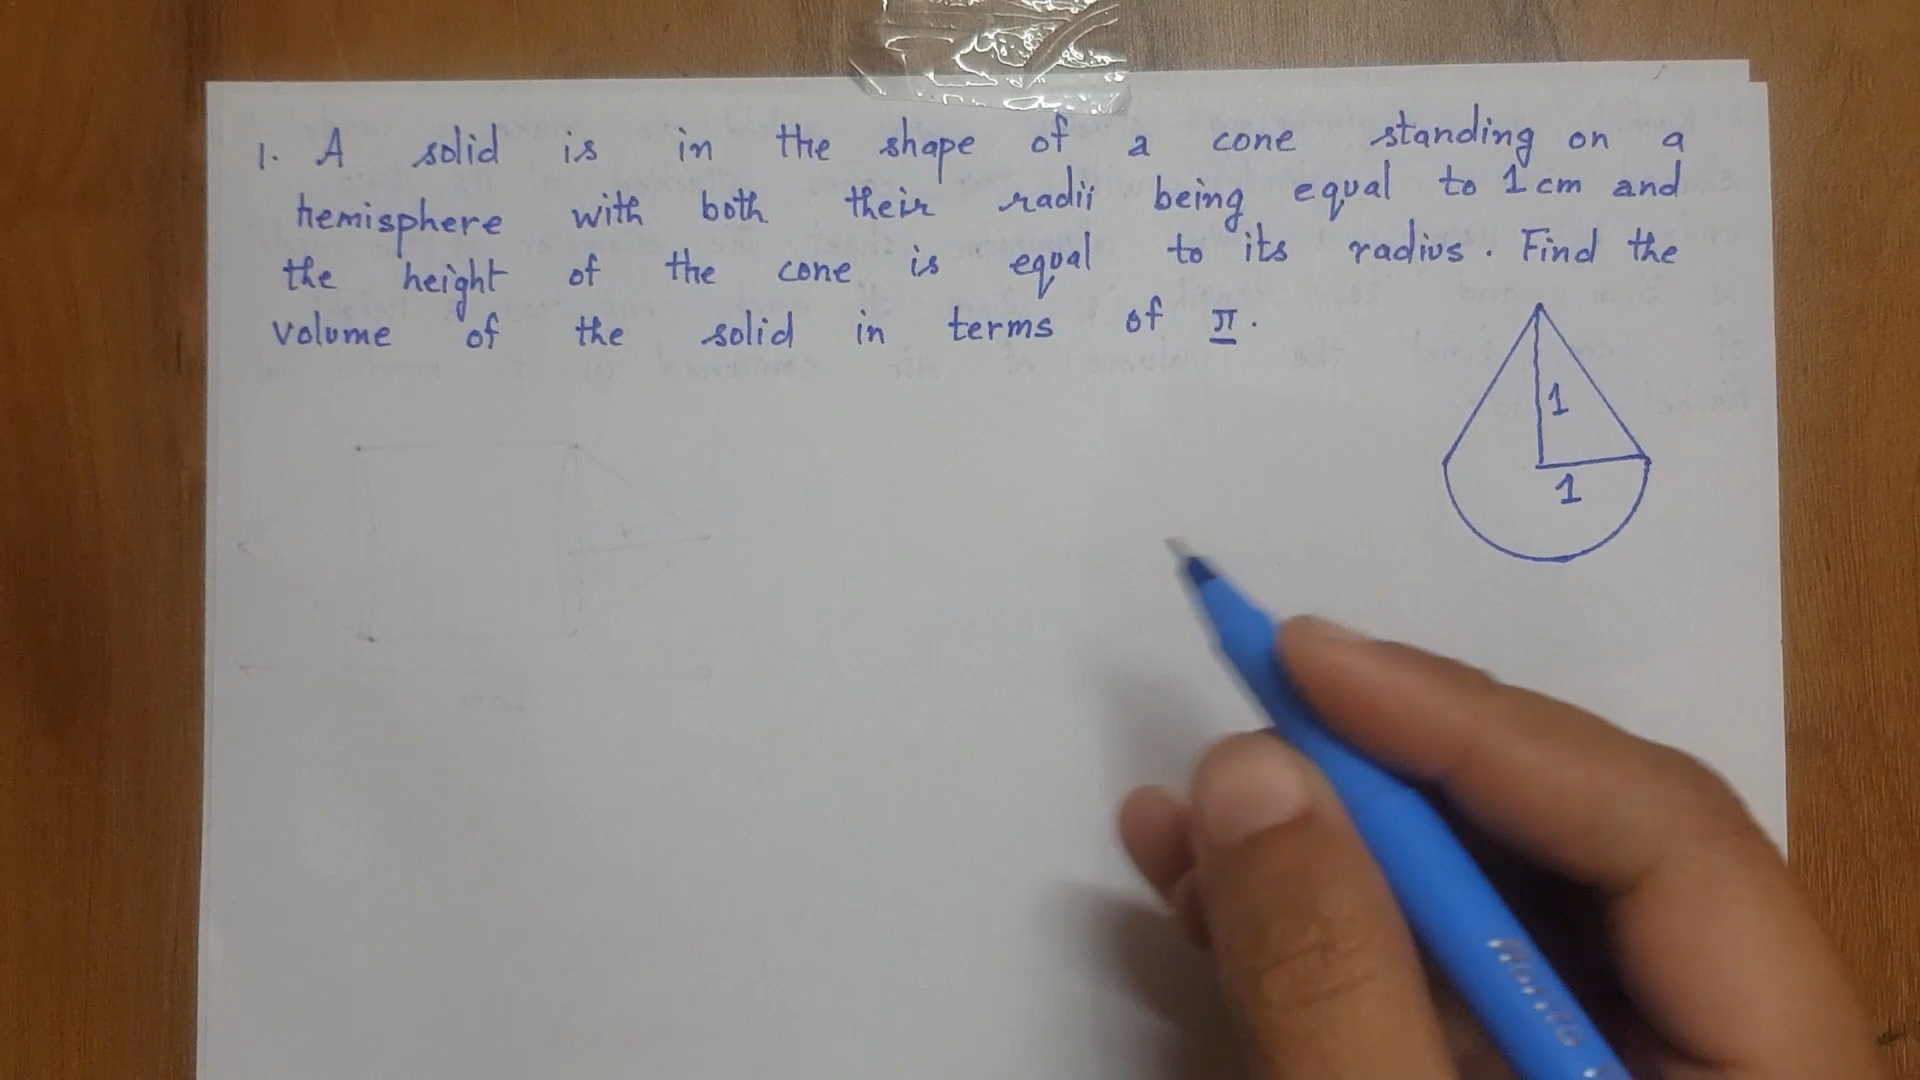 1. A solid is in the shape of a cone standing on a
hemisphere with both their radii being equal to 1 cm and
the height of the cone is equal to its radius. Find the
volume of the solid in terms of π.
1
1